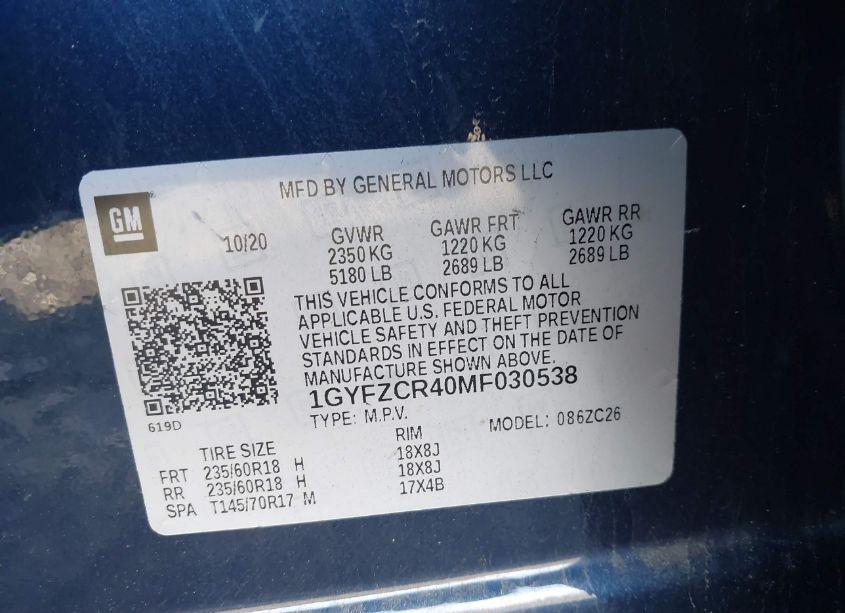 MFD BY GENERAL MOTORS LLC
GM
10/20
GVWR
2350 KG
5180 LB
GAWR FRT
1220 KG
2689 LB
GAWR RR
1220 KG
2689 LB
THIS VEHICLE CONFORMS TO ALL
APPLICABLE U.S. FEDERAL MOTOR
VEHICLE SAFETY AND THEFT PREVENTION
STANDARDS IN EFFECT ON THE DATE OF
MANUFACTURE SHOWN ABOVE.
1GYFZCR40MF030538
619D
TYPE: M.P.V.
MODEL: 086ZC26
TIRE SIZE RIM
FRT 235/60R18 H 18X8J
RR 235/60R18 H 18X8J
SPA T145/70R17 M 17X4B